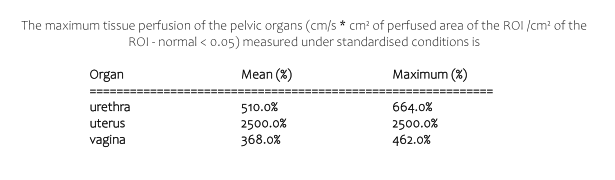 The maximum tissue perfusion of the pelvic organs (cm/s * cm² of perfused area of the ROI /cm² of the
ROI - normal < 0.05) measured under standardised conditions is
Organ Mean (%) Maximum (%)
================================================================
urethra 510.0% 664.0%
uterus 2500.0% 2500.0%
vagina 368.0% 462.0%